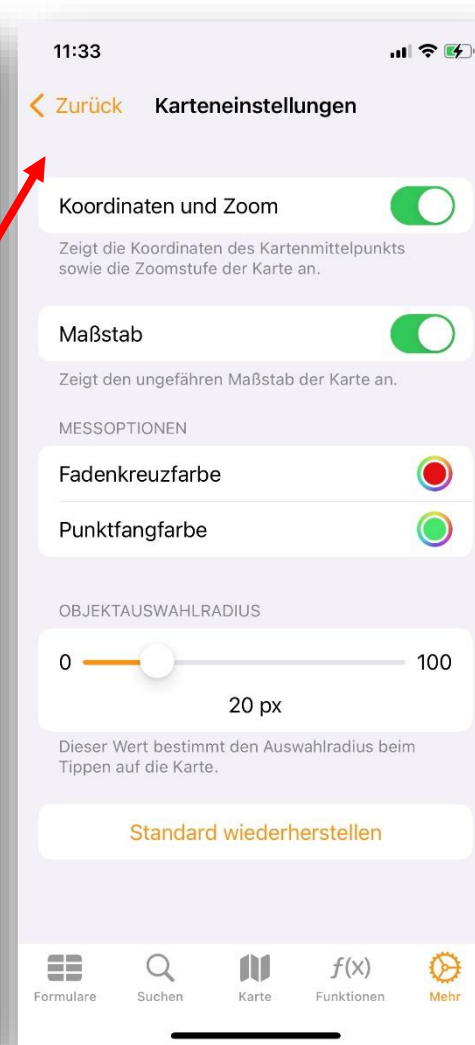 11:33
Zurück Karteneinstellungen
Koordinaten und Zoom
Zeigt die Koordinaten des Kartenmittelpunkts
sowie die Zoomstufe der Karte an.
Maßstab
Zeigt den ungefähren Maßstab der Karte an.
MESSOPTIONEN
Fadenkreuzfarbe
Punktfangfarbe
OBJEKTAUSWAHLRADIUS
0 100
20 px
Dieser Wert bestimmt den Auswahlradius beim
Tippen auf die Karte.
Standard wiederherstellen
f(x)
Formulare Suchen Karte Funktionen Mehr